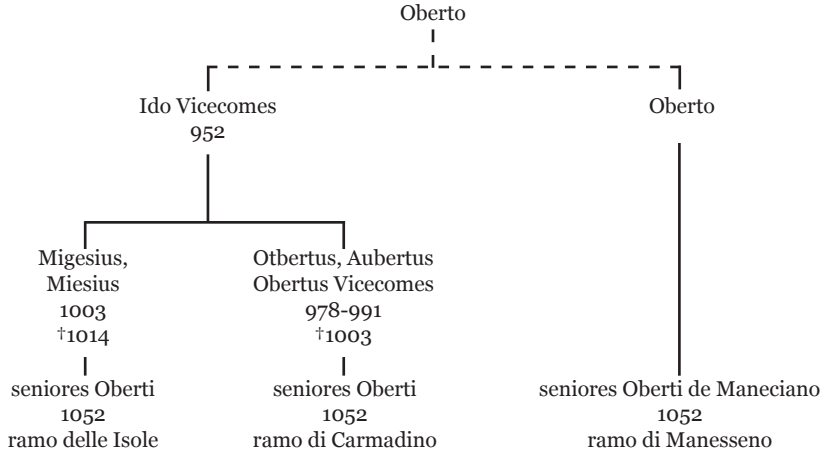 Oberto
Ido Vicecomes
952
Oberto
Migesius,
Miesius
1003
†1014
Otbertus, Aubertus
Obertus Vicecomes
978-991
†1003
seniores Oberti
1052
ramo delle Isole
seniores Oberti
1052
ramo di Carmadino
seniores Oberti de Maneciano
1052
ramo di Manesseno